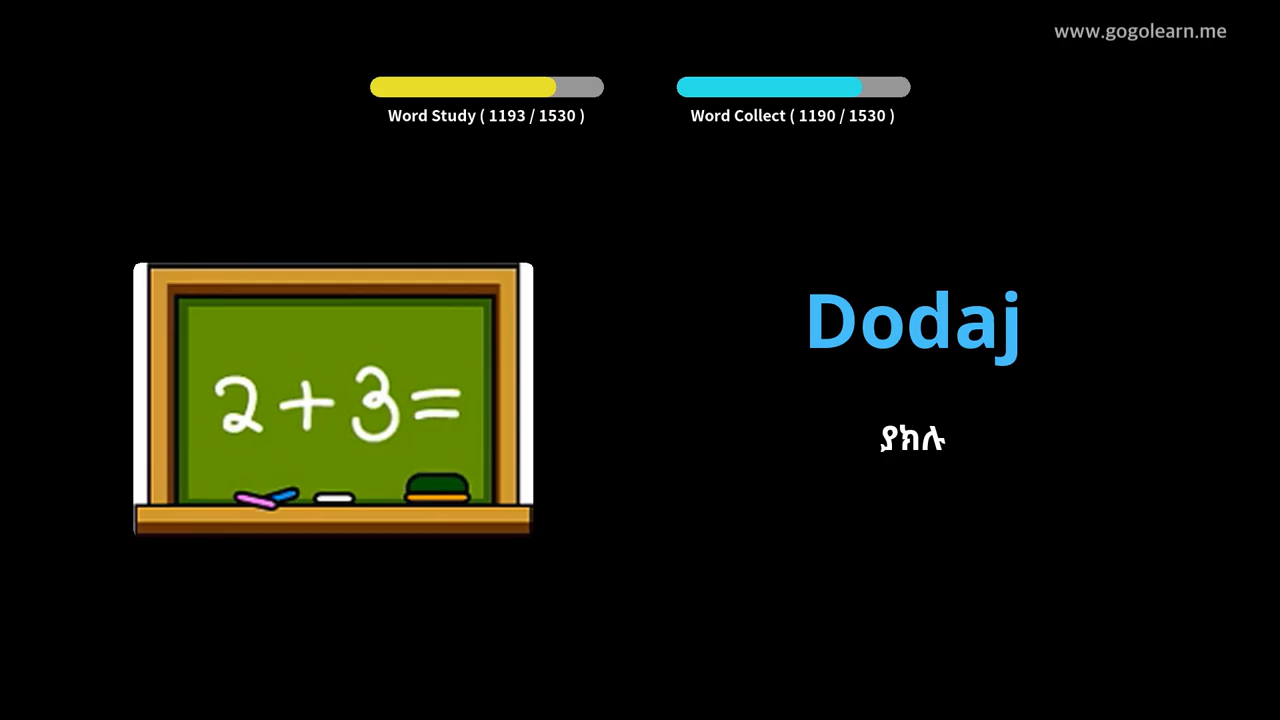 www.gogolearn.me
Word Study ( 1193 / 1530 )
Word Collect ( 1190 / 1530 )
2 + 3 =
Dodaj
ያክሉ